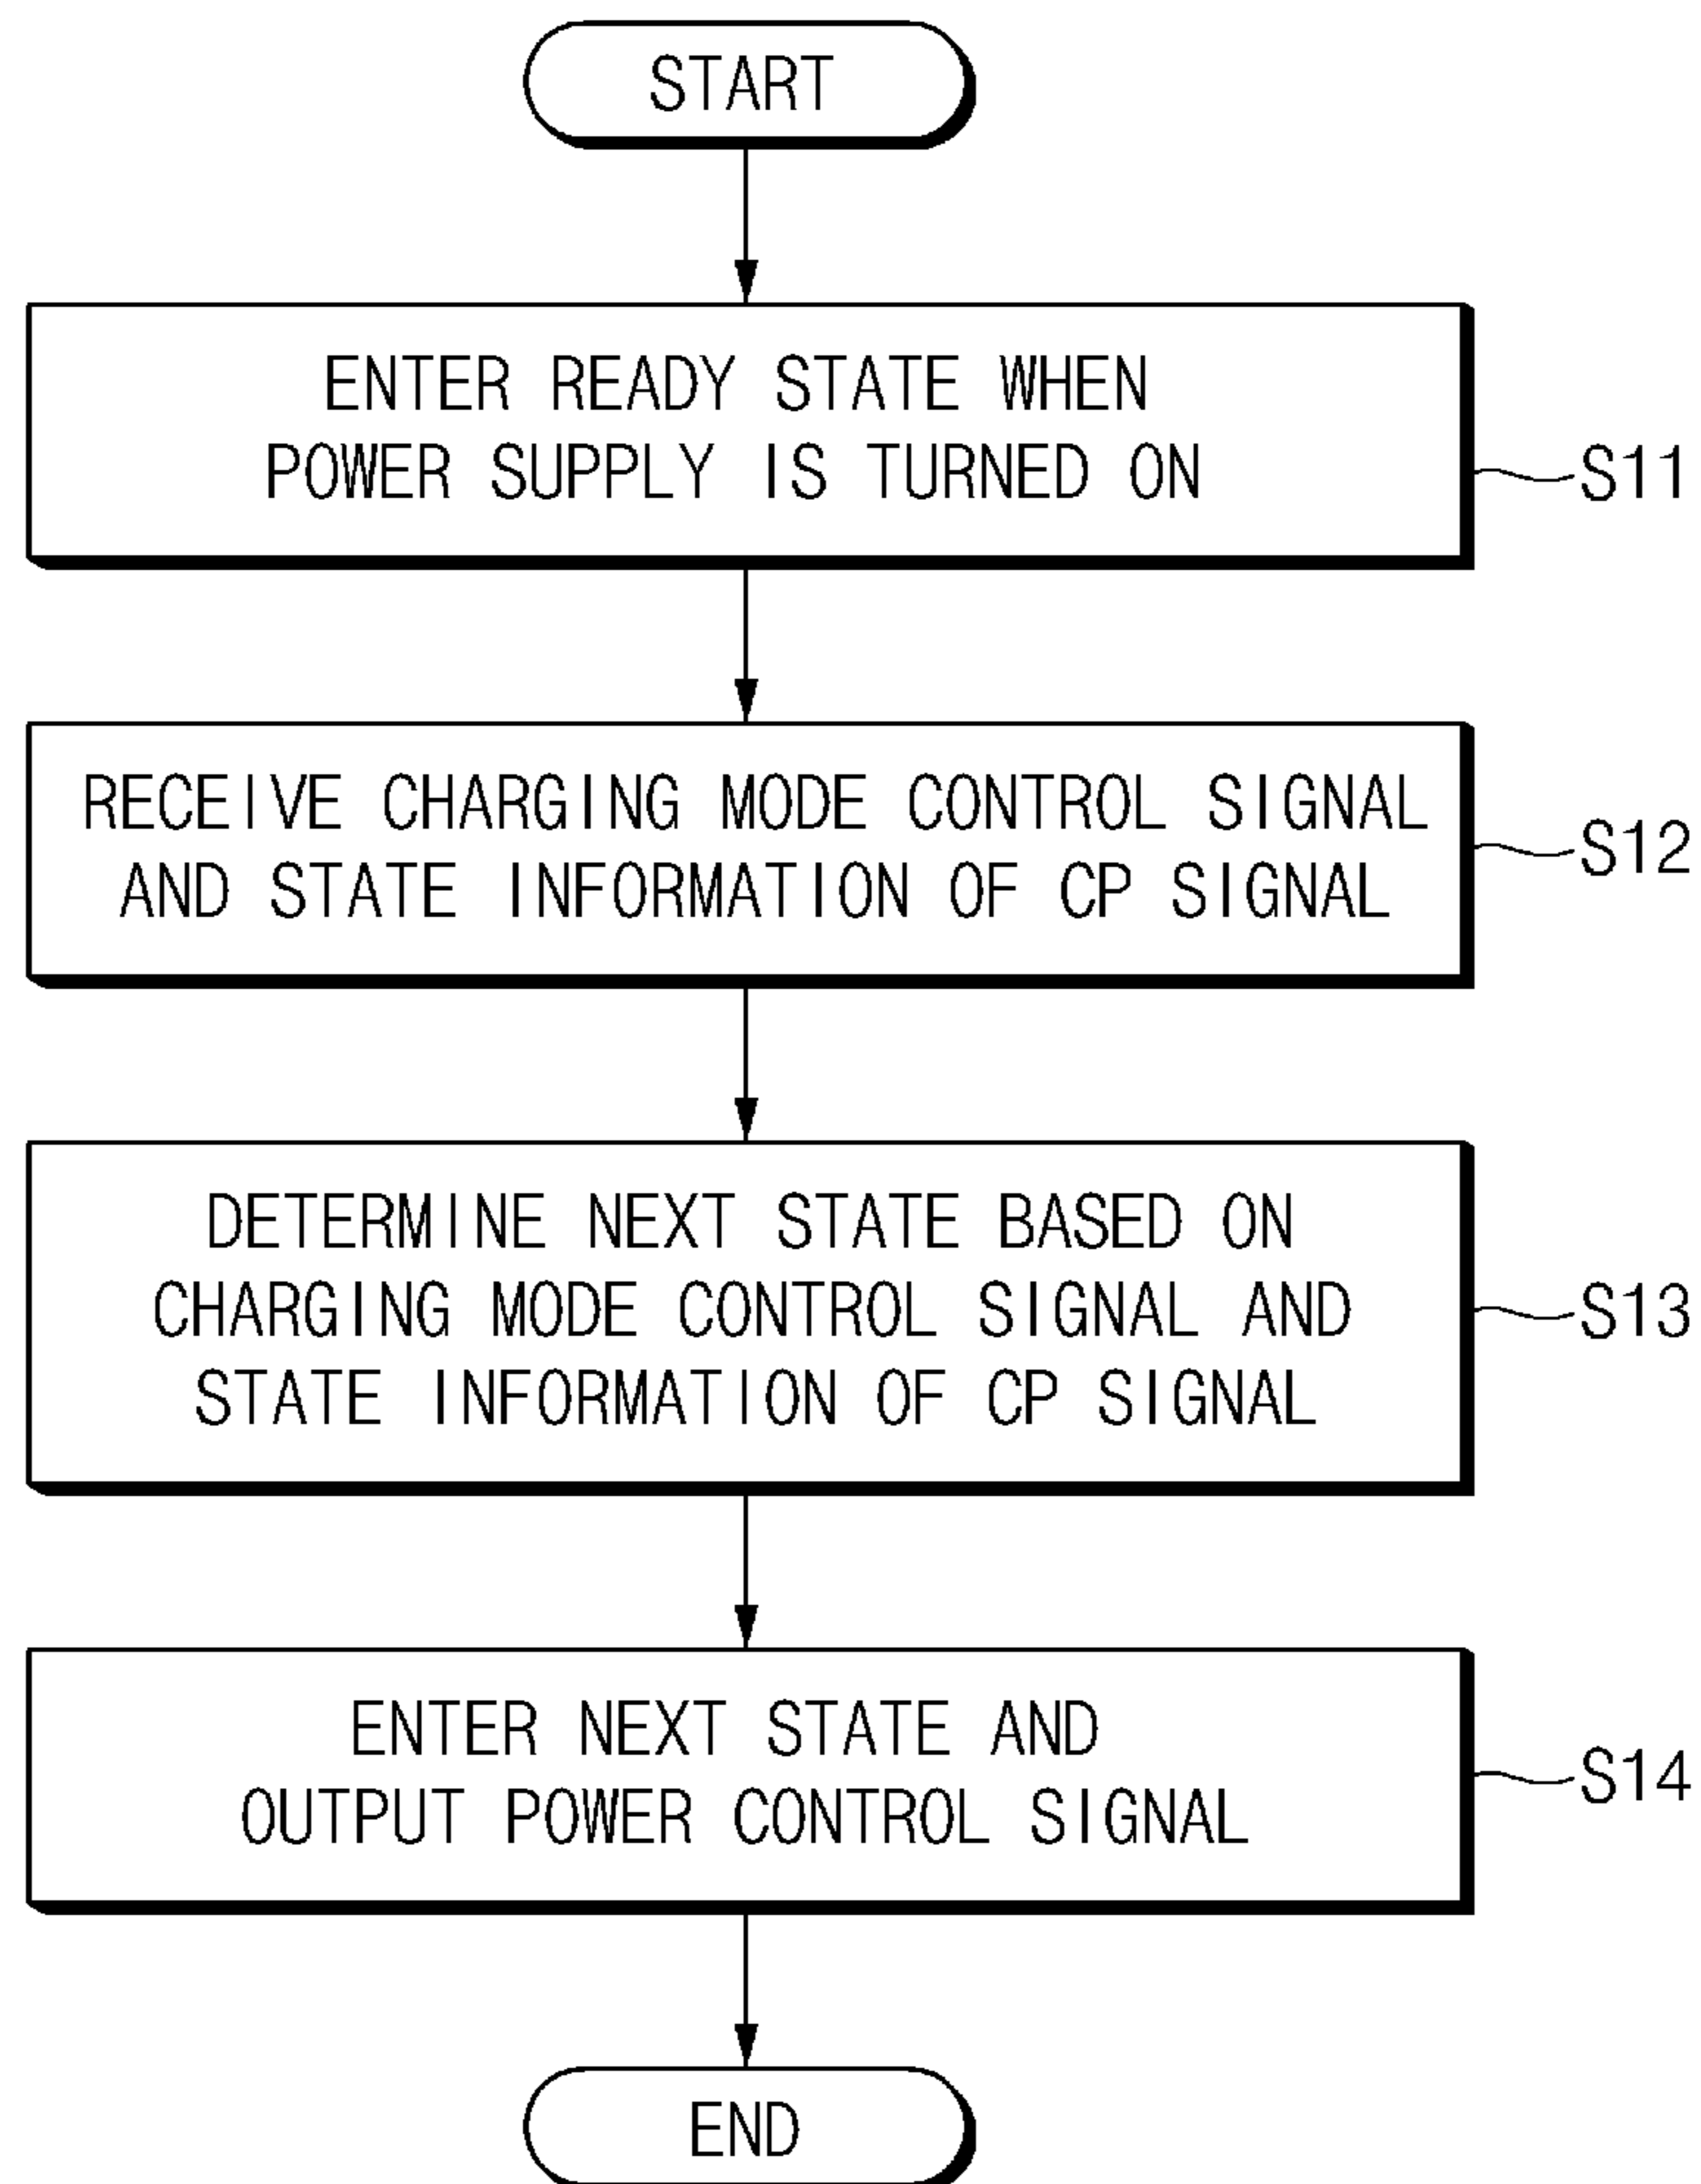 START
ENTER READY STATE WHEN
POWER SUPPLY IS TURNED ON
S11
RECEIVE CHARGING MODE CONTROL SIGNAL
AND STATE INFORMATION OF CP SIGNAL
S12
DETERMINE NEXT STATE BASED ON
CHARGING MODE CONTROL SIGNAL AND
STATE INFORMATION OF CP SIGNAL
S13
ENTER NEXT STATE AND
OUTPUT POWER CONTROL SIGNAL
S14
END